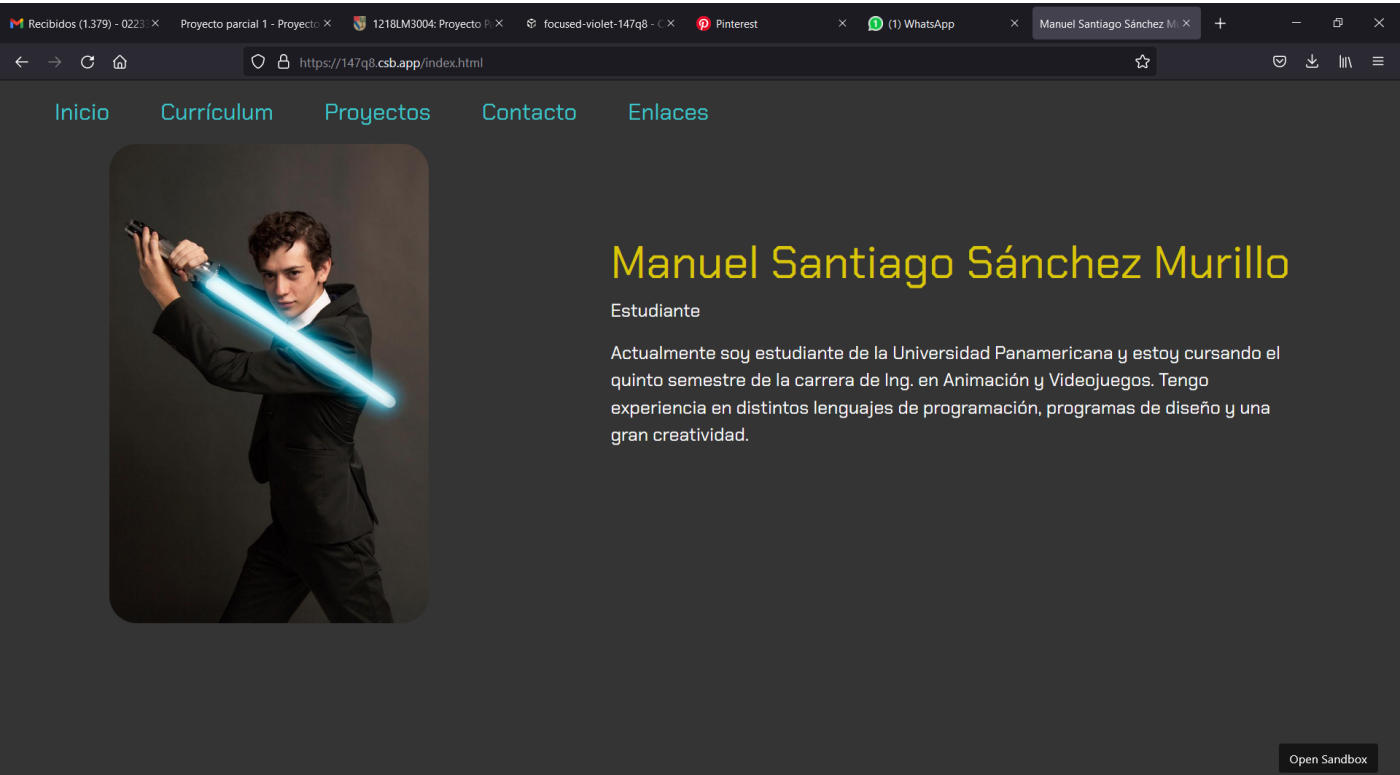 Recibidos (1.379) - 0223
Proyecto parcial 1 - Proyecto
1218LM3004: Proyecto P
focused-violet-147q8 - C
Pinterest
(1) WhatsApp
Manuel Santiago Sánchez M
https://147q8.csb.app/index.html
Inicio Currículum Proyectos Contacto Enlaces
Manuel Santiago Sánchez Murillo
Estudiante
Actualmente soy estudiante de la Universidad Panamericana y estoy cursando el
quinto semestre de la carrera de Ing. en Animación y Videojuegos. Tengo
experiencia en distintos lenguajes de programación, programas de diseño y una
gran creatividad.
Open Sandbox